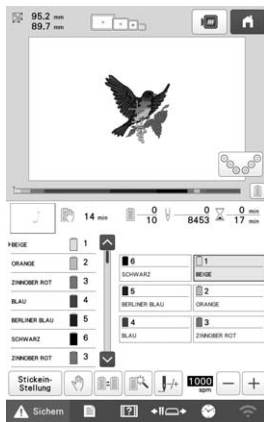 95.2 mm
89.7 mm
14 min
0
10
0
8453
0
17 min
BEIGE 1
ORANGE 2
ZINNOBER ROT 3
BLAU 4
BERLINER BLAU 5
SCHWARZ 6
ZINNOBER ROT 3
6
SCHWARZ
1
BEIGE
5
BERLINER BLAU
2
ORANGE
4
BLAU
3
ZINNOBER ROT
Stickein-
Stellung
1000
spm
Sichern